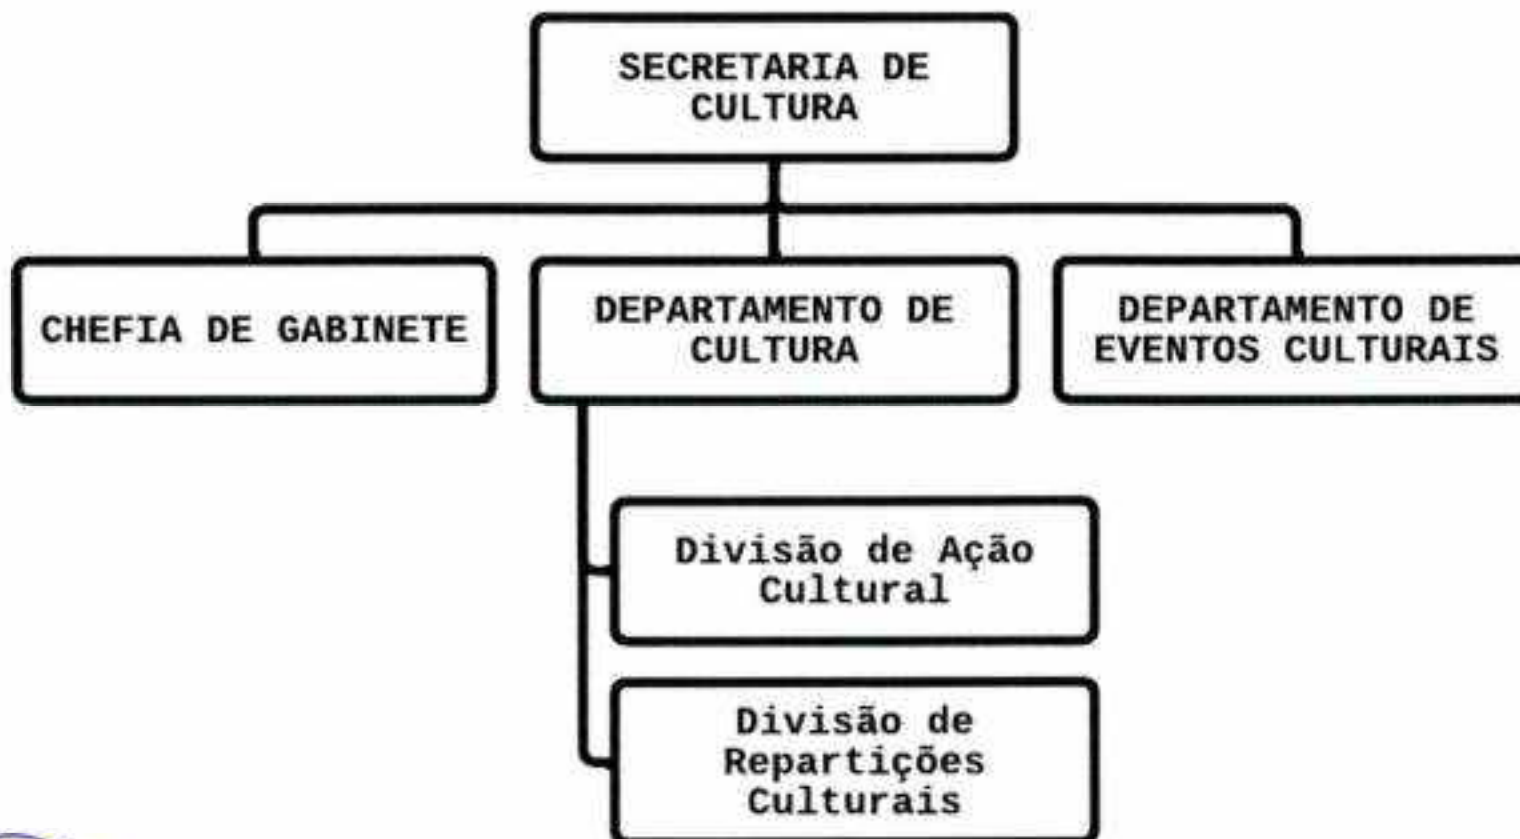 SECRETARIA DE
CULTURA
CHEFIA DE GABINETE
DEPARTAMENTO DE
CULTURA
DEPARTAMENTO DE
EVENTOS CULTURAIS
Divisão de Ação
Cultural
Divisão de
Repartições
Culturais